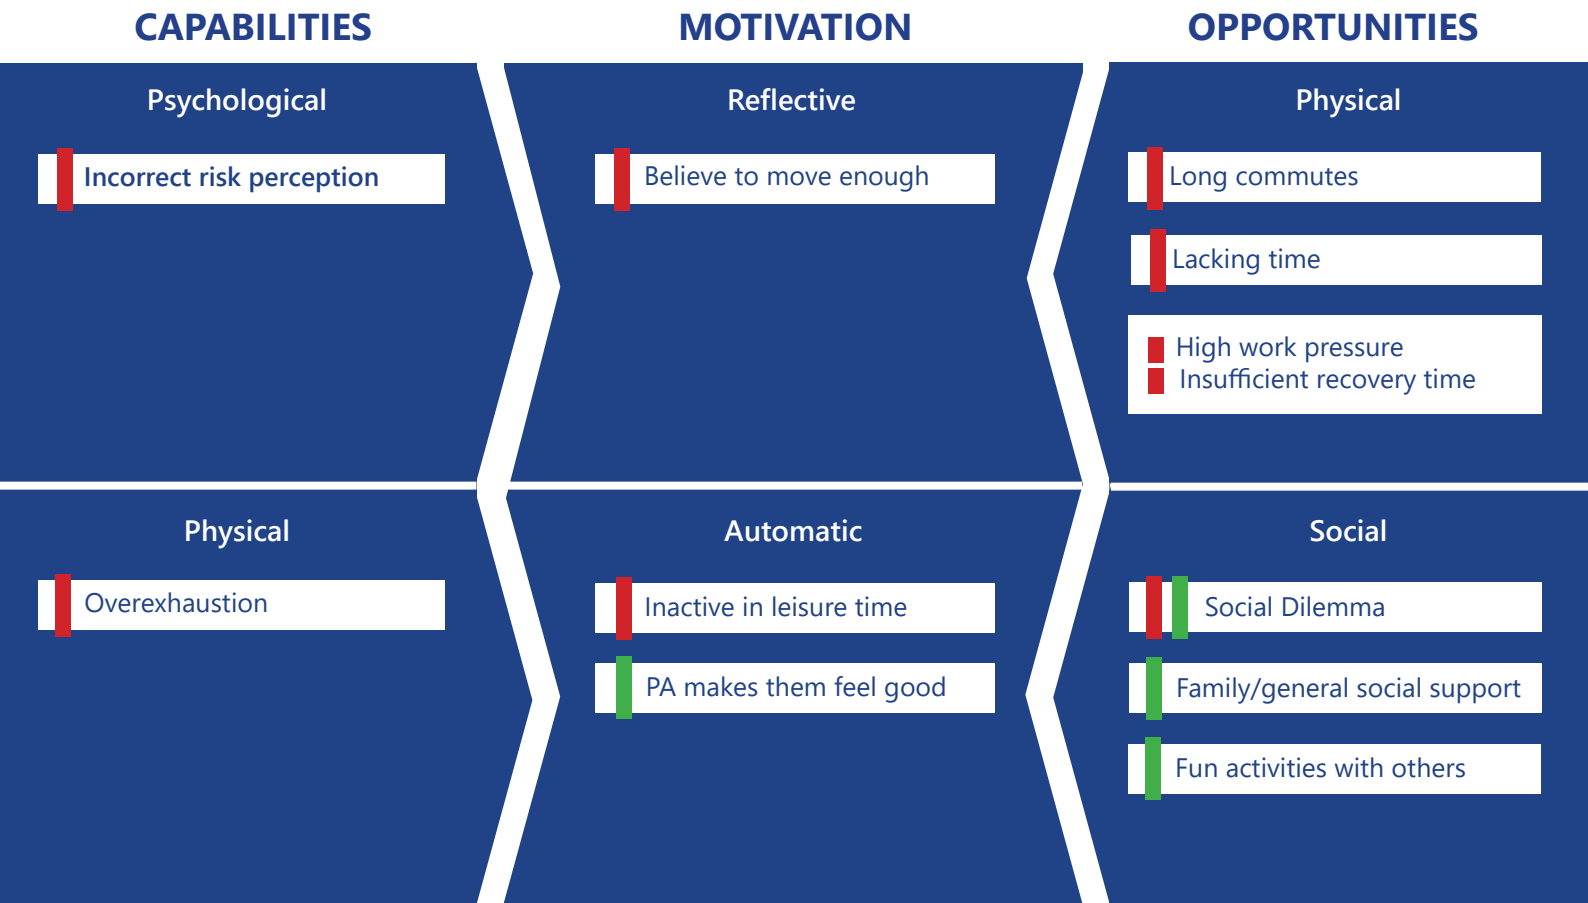 CAPABILITIES
MOTIVATION
OPPORTUNITIES
Psychological
Incorrect risk perception
Reflective
Believe to move enough
Physical
Long commutes
Lacking time
High work pressure
Insufficient recovery time
Physical
Overexhaustion
Automatic
Inactive in leisure time
PA makes them feel good
Social
Social Dilemma
Family/general social support
Fun activities with others